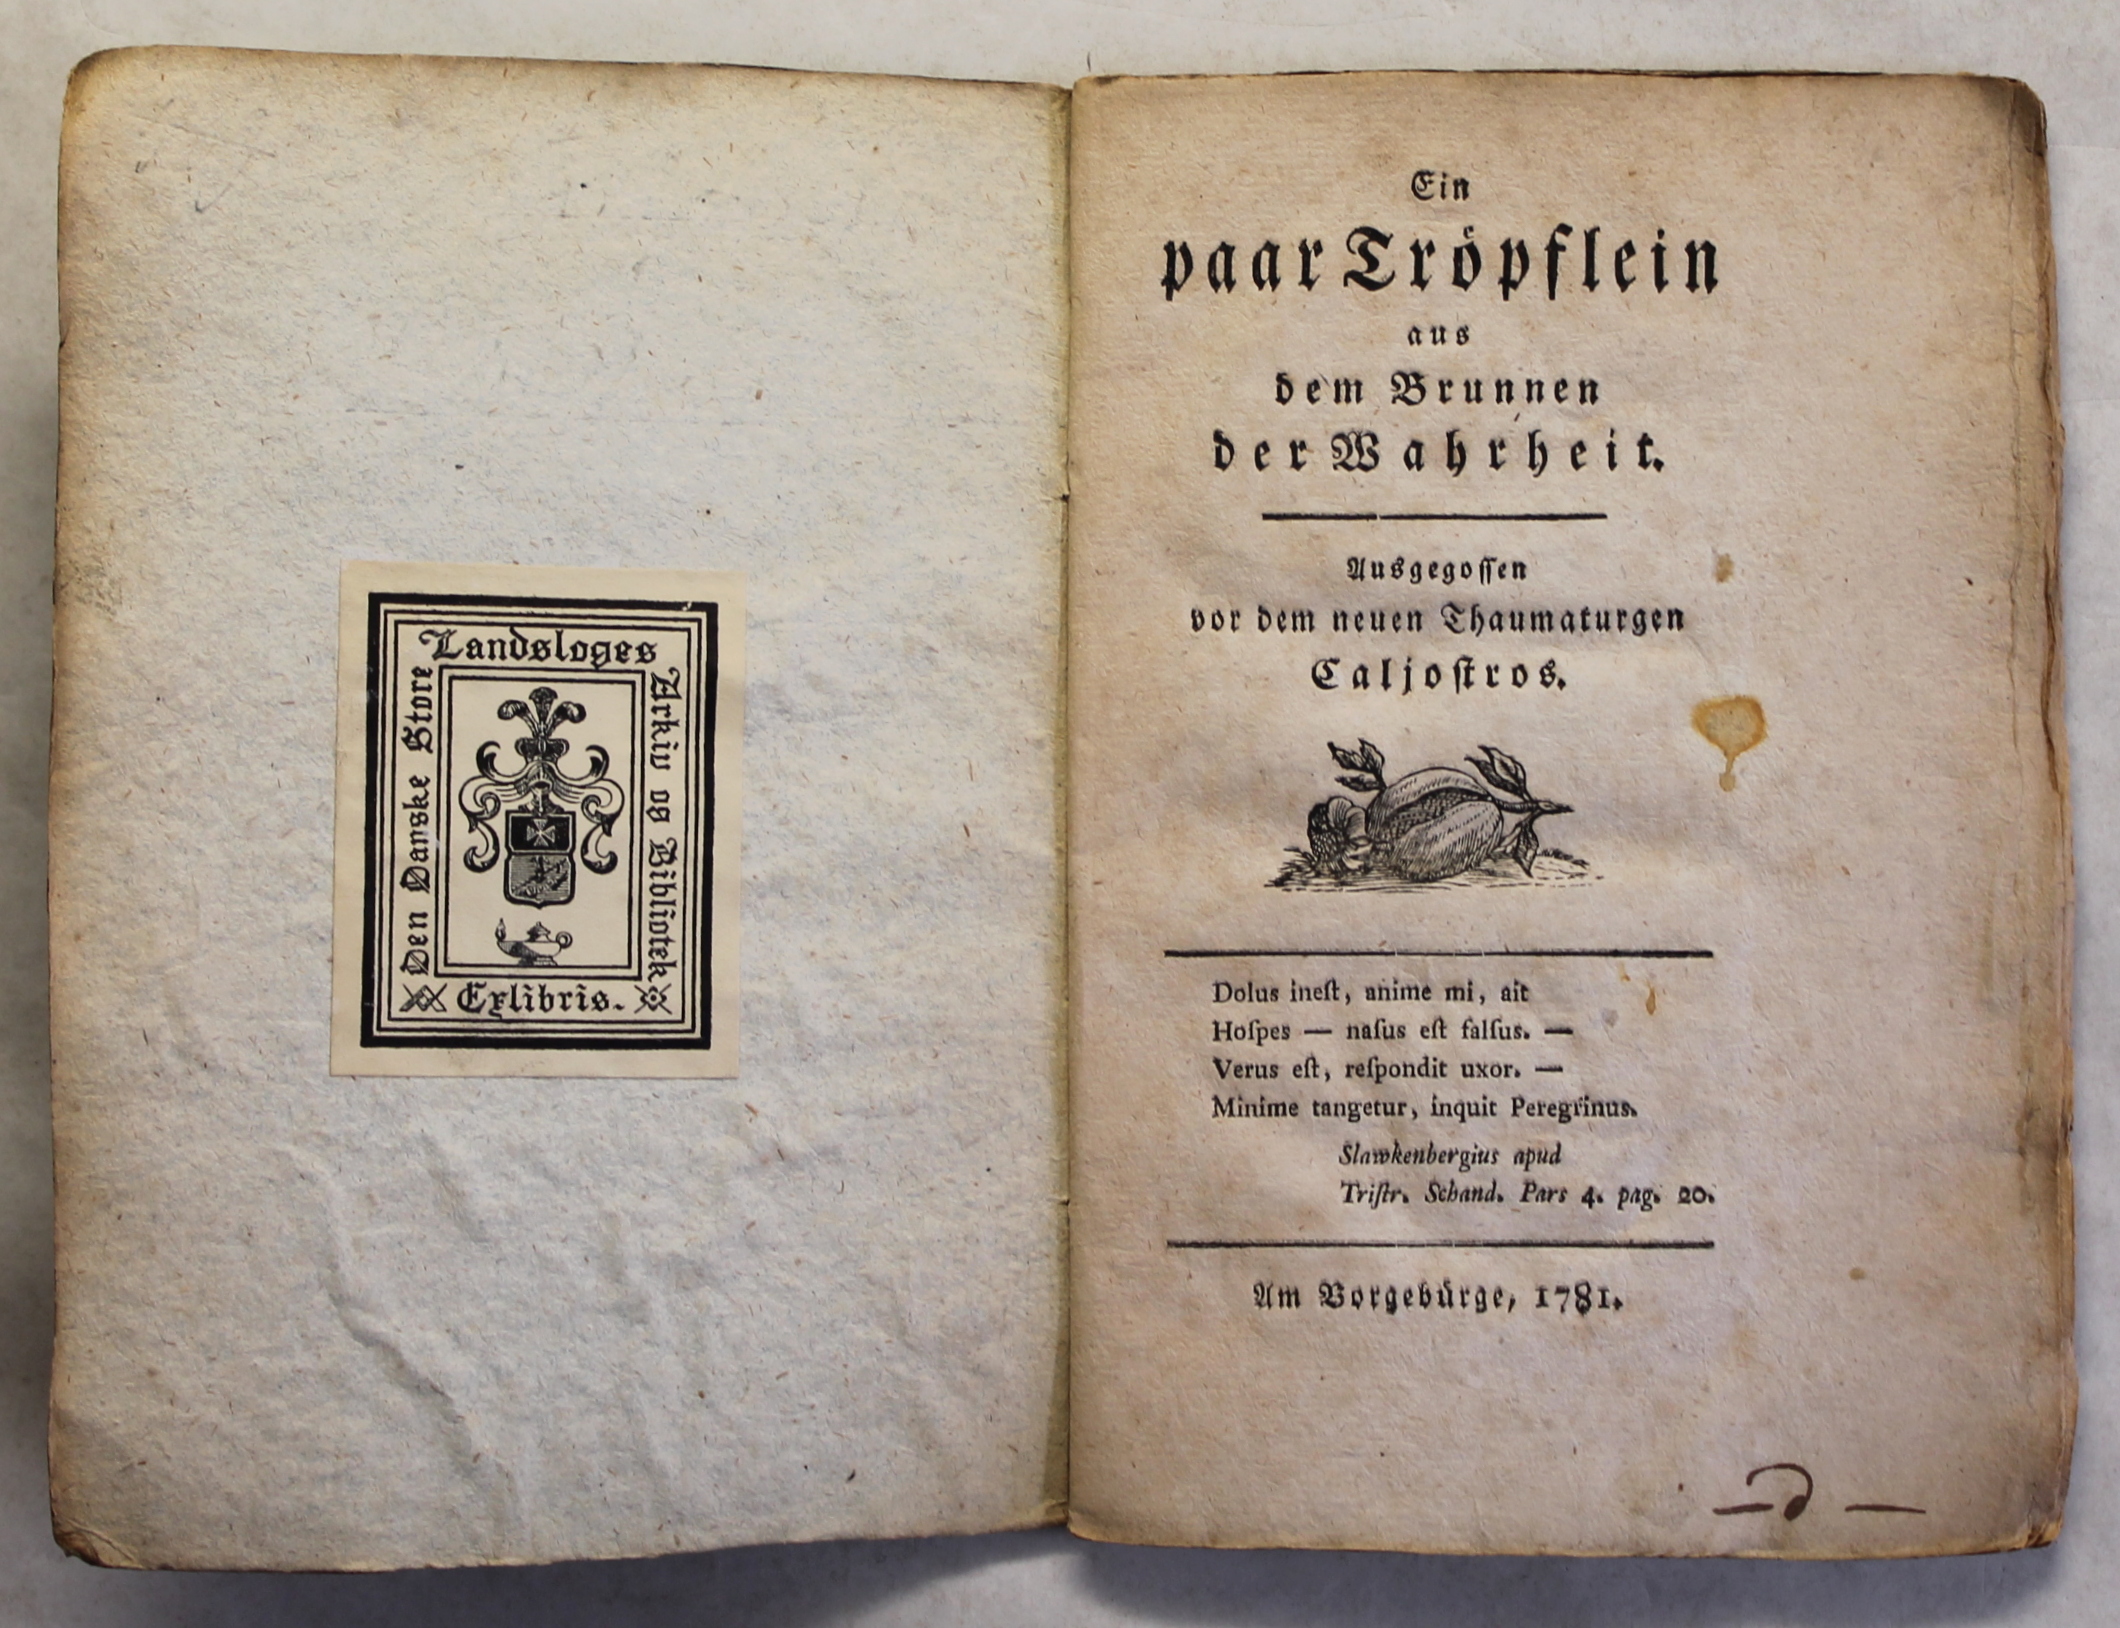 Den Danske Store
Landsloges
Arkiv og Bibliotek
Exlibris.
Ein
paar Tröpflein
aus
dem Brunnen
der Wahrheit.
Ausgegossen
vor dem neuen Thaumaturgen
Caljoſtros.
Dolus ineſt, anime mi, ait
Hoſpes — naſus eſt falſus. —
Verus eſt, reſpondit uxor. —
Minime tangetur, inquit Peregrinus.
Slawkenbergius apud
Triſtr. Schand. Pars 4. pag. 20.
Am Vorgebürge, 1781.